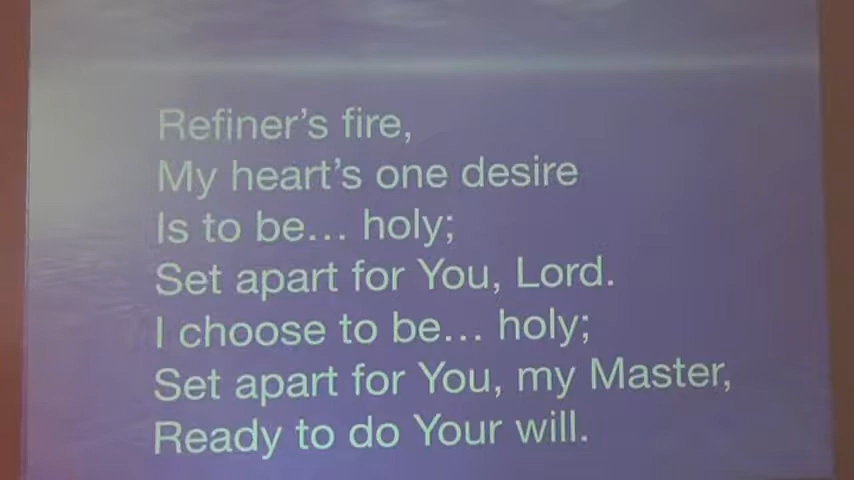 Refiner’s fire,
My heart’s one desire
Is to be… holy;
Set apart for You, Lord.
I choose to be… holy;
Set apart for You, my Master,
Ready to do Your will.